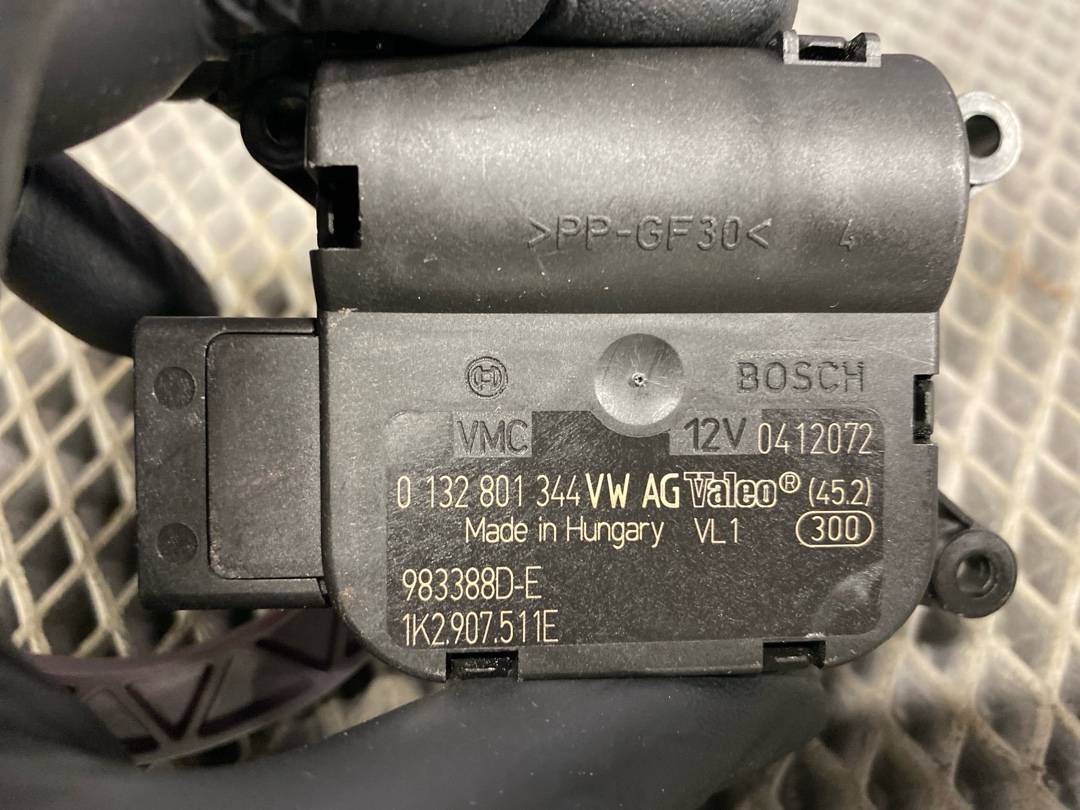 >PP-GF30< 4
BOSCH
VMC 12V 0412072
0 132 801 344 VW AG Valeo® (45.2)
Made in Hungary VL1 300
983388D-E
1K2.907.511E